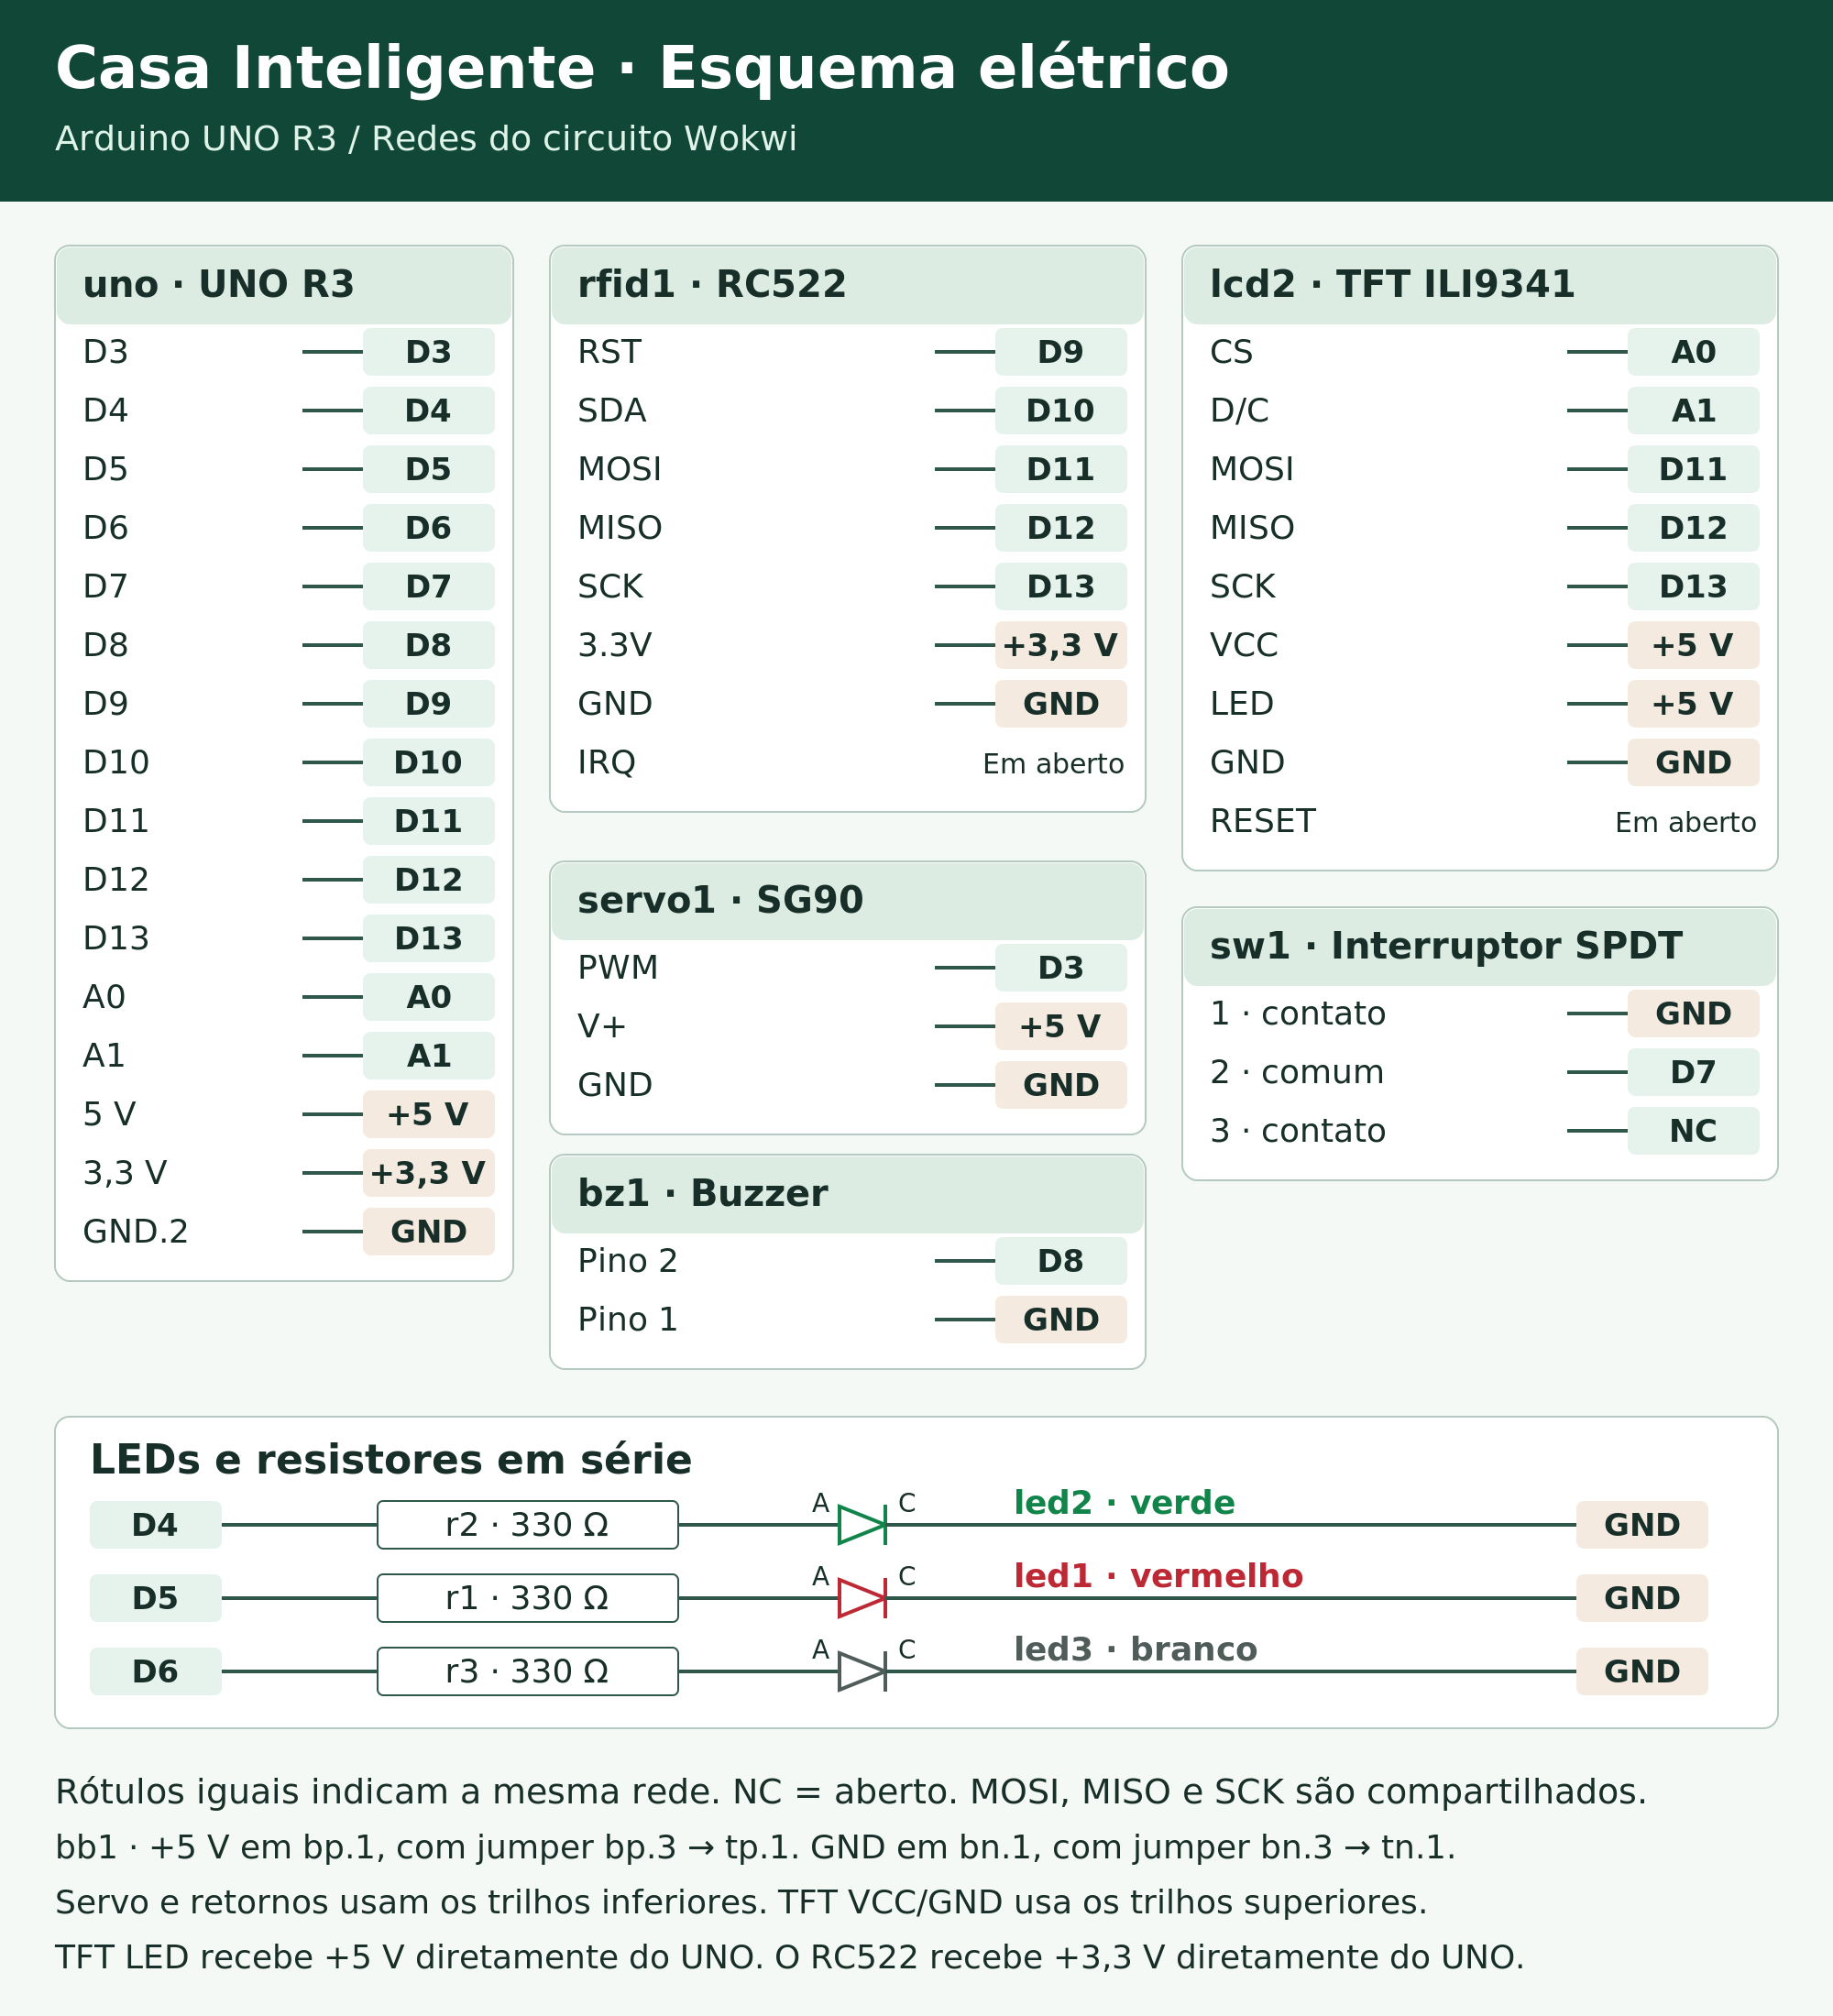 Casa Inteligente · Esquema elétrico
Arduino UNO R3 / Redes do circuito Wokwi
uno · UNO R3
D3 D3
D4 D4
D5 D5
D6 D6
D7 D7
D8 D8
D9 D9
D10 D10
D11 D11
D12 D12
D13 D13
A0 A0
A1 A1
5 V +5 V
3,3 V +3,3 V
GND.2 GND
rfid1 · RC522
RST D9
SDA D10
MOSI D11
MISO D12
SCK D13
3.3V +3,3 V
GND GND
IRQ Em aberto
servo1 · SG90
PWM D3
V+ +5 V
GND GND
bz1 · Buzzer
Pino 2 D8
Pino 1 GND
lcd2 · TFT ILI9341
CS A0
D/C A1
MOSI D11
MISO D12
SCK D13
VCC +5 V
LED +5 V
GND GND
RESET Em aberto
sw1 · Interruptor SPDT
1 · contato GND
2 · comum D7
3 · contato NC
LEDs e resistores em série
D4 r2 · 330 Ω A C led2 · verde GND
D5 r1 · 330 Ω A C led1 · vermelho GND
D6 r3 · 330 Ω A C led3 · branco GND
Rótulos iguais indicam a mesma rede. NC = aberto. MOSI, MISO e SCK são compartilhados.
bb1 · +5 V em bp.1, com jumper bp.3 → tp.1. GND em bn.1, com jumper bn.3 → tn.1.
Servo e retornos usam os trilhos inferiores. TFT VCC/GND usa os trilhos superiores.
TFT LED recebe +5 V diretamente do UNO. O RC522 recebe +3,3 V diretamente do UNO.